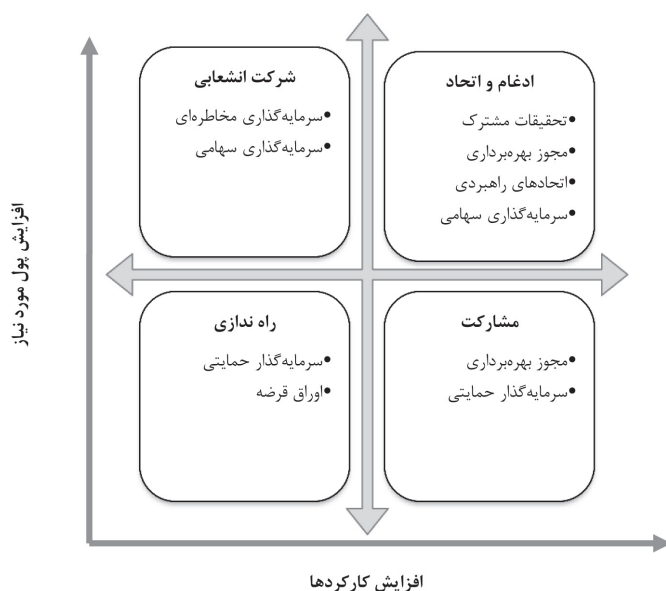 ادغام و اتحاد
•تحقیقات مشترک
•مجوز بهره‌برداری
•اتحادهای راهبردی
•سرمایه‌گذاری سهامی
شرکت انشعابی
•سرمایه‌گذاری مخاطره‌ای
•سرمایه‌گذاری سهامی
مشارکت
•مجوز بهره‌برداری
•سرمایه‌گذار حمایتی
راه ندازی
•سرمایه‌گذار حمایتی
•اوراق قرضه
افزایش پول مورد نیاز
افزایش کارکردها